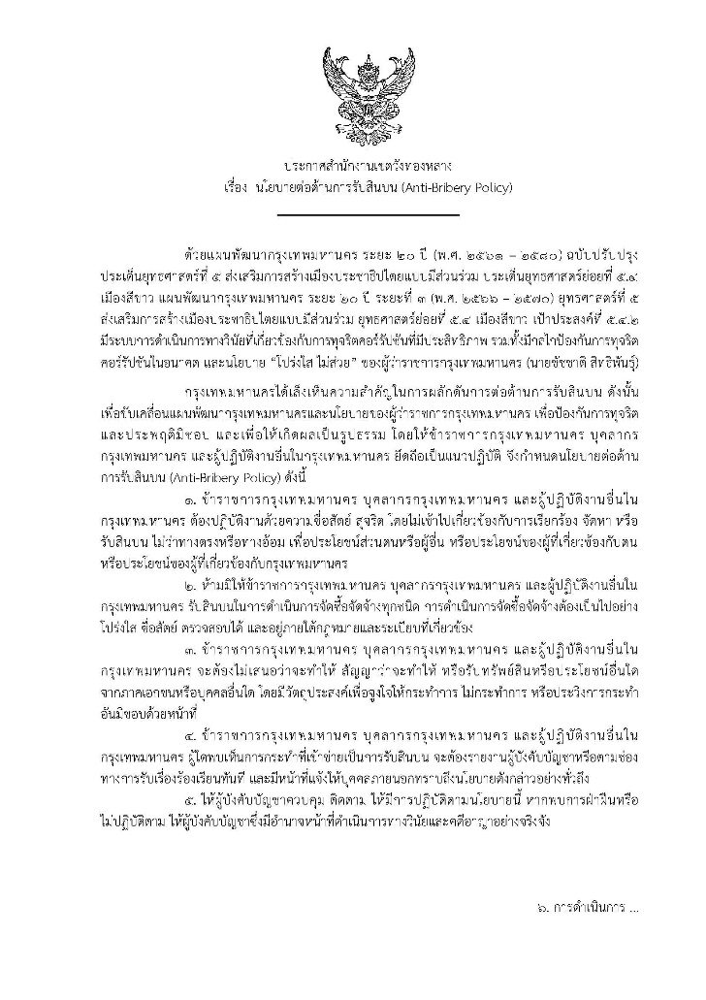 ประกาศสำนักงานเขตวังทองหลาง
เรื่อง นโยบายต่อต้านการรับสินบน (Anti-Bribery Policy)
ด้วยแผนพัฒนากรุงเทพมหานคร ระยะ ๒๐ ปี (พ.ศ. ๒๕๖๑ – ๒๕๘๐) ฉบับปรับปรุง
ประเด็นยุทธศาสตร์ที่ ๕ ส่งเสริมการสร้างเมืองประชาธิปไตยแบบมีส่วนร่วม ประเด็นยุทธศาสตร์ย่อยที่ ๕.๔
เมืองสีขาว แผนพัฒนากรุงเทพมหานคร ระยะ ๒๐ ปี ระยะที่ ๓ (พ.ศ. ๒๕๖๖ – ๒๕๗๐) ยุทธศาสตร์ที่ ๕
ส่งเสริมการสร้างเมืองประชาธิปไตยแบบมีส่วนร่วม ยุทธศาสตร์ย่อยที่ ๕.๔ เมืองสีขาว เป้าประสงค์ที่ ๕.๔.๒
มีระบบการดำเนินการทางวินัยที่เกี่ยวข้องกับการทุจริตคอร์รัปชันที่มีประสิทธิภาพ รวมทั้งมีกลไกป้องกันการทุจริต
คอร์รัปชันในอนาคต และนโยบาย “โปร่งใส ไม่ส่วย” ของผู้ว่าราชการกรุงเทพมหานคร (นายชัชชาติ สิทธิพันธุ์)
กรุงเทพมหานครได้เล็งเห็นความสำคัญในการผลักดันการต่อต้านการรับสินบน ดังนั้น
เพื่อขับเคลื่อนแผนพัฒนากรุงเทพมหานครและนโยบายของผู้ว่าราชการกรุงเทพมหานคร เพื่อป้องกันการทุจริต
และประพฤติมิชอบ และเพื่อให้เกิดผลเป็นรูปธรรม โดยให้ข้าราชการกรุงเทพมหานคร บุคลากร
กรุงเทพมหานคร และผู้ปฏิบัติงานอื่นในกรุงเทพมหานคร ยึดถือเป็นแนวปฏิบัติ จึงกำหนดนโยบายต่อต้าน
การรับสินบน (Anti-Bribery Policy) ดังนี้
๑. ข้าราชการกรุงเทพมหานคร บุคลากรกรุงเทพมหานคร และผู้ปฏิบัติงานอื่นใน
กรุงเทพมหานคร ต้องปฏิบัติงานด้วยความซื่อสัตย์ สุจริต โดยไม่เข้าไปเกี่ยวข้องกับการเรียกร้อง จัดหา หรือ
รับสินบน ไม่ว่าทางตรงหรือทางอ้อม เพื่อประโยชน์ส่วนตนหรือผู้อื่น หรือประโยชน์ของผู้ที่เกี่ยวข้องกับตน
หรือประโยชน์ของผู้ที่เกี่ยวข้องกับกรุงเทพมหานคร
๒. ห้ามมิให้ข้าราชการกรุงเทพมหานคร บุคลากรกรุงเทพมหานคร และผู้ปฏิบัติงานอื่นใน
กรุงเทพมหานคร รับสินบนในการดำเนินการจัดซื้อจัดจ้างทุกชนิด การดำเนินการจัดซื้อจัดจ้างต้องเป็นไปอย่าง
โปร่งใส ซื่อสัตย์ ตรวจสอบได้ และอยู่ภายใต้กฎหมายและระเบียบที่เกี่ยวข้อง
๓. ข้าราชการกรุงเทพมหานคร บุคลากรกรุงเทพมหานคร และผู้ปฏิบัติงานอื่นใน
กรุงเทพมหานคร จะต้องไม่เสนอว่าจะทำให้ สัญญาว่าจะทำให้ หรือรับทรัพย์สินหรือประโยชน์อื่นใด
จากภาคเอกชนหรือบุคคลอื่นใด โดยมีวัตถุประสงค์เพื่อจูงใจให้กระทำการ ไม่กระทำการ หรือประวิงการกระทำ
อันมิชอบด้วยหน้าที่
๔. ข้าราชการกรุงเทพมหานคร บุคลากรกรุงเทพมหานคร และผู้ปฏิบัติงานอื่นใน
กรุงเทพมหานคร ผู้ใดพบเห็นการกระทำที่เข้าข่ายเป็นการรับสินบน จะต้องรายงานผู้บังคับบัญชาหรือตามช่อง
ทางการรับเรื่องร้องเรียนทันที และมีหน้าที่แจ้งให้บุคคลภายนอกทราบถึงนโยบายดังกล่าวอย่างทั่วถึง
๕. ให้ผู้บังคับบัญชาควบคุม ติดตาม ให้มีการปฏิบัติตามนโยบายนี้ หากพบการฝ่าฝืนหรือ
ไม่ปฏิบัติตาม ให้ผู้บังคับบัญชาซึ่งมีอำนาจหน้าที่ดำเนินการทางวินัยและคดีอาญาอย่างจริงจัง
๖. การดำเนินการ ...